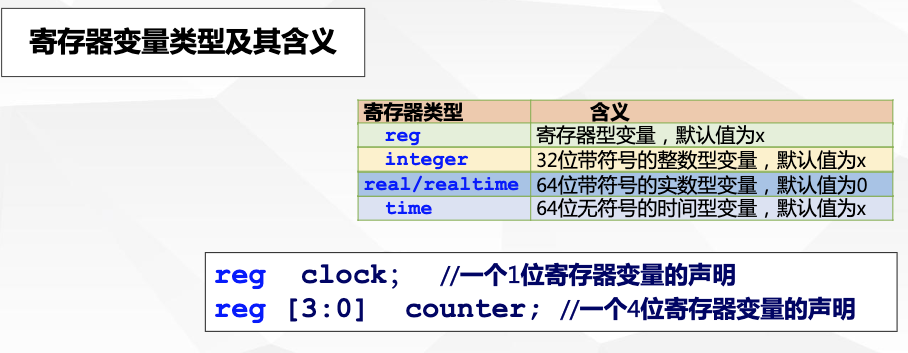 寄存器变量类型及其含义
寄存器类型 含义
reg 寄存器型变量，默认值为x
integer 32位带符号的整数型变量，默认值为x
real/realtime 64位带符号的实数型变量，默认值为0
time 64位无符号的时间型变量，默认值为x
reg clock; //一个1位寄存器变量的声明
reg [3:0] counter; //一个4位寄存器变量的声明